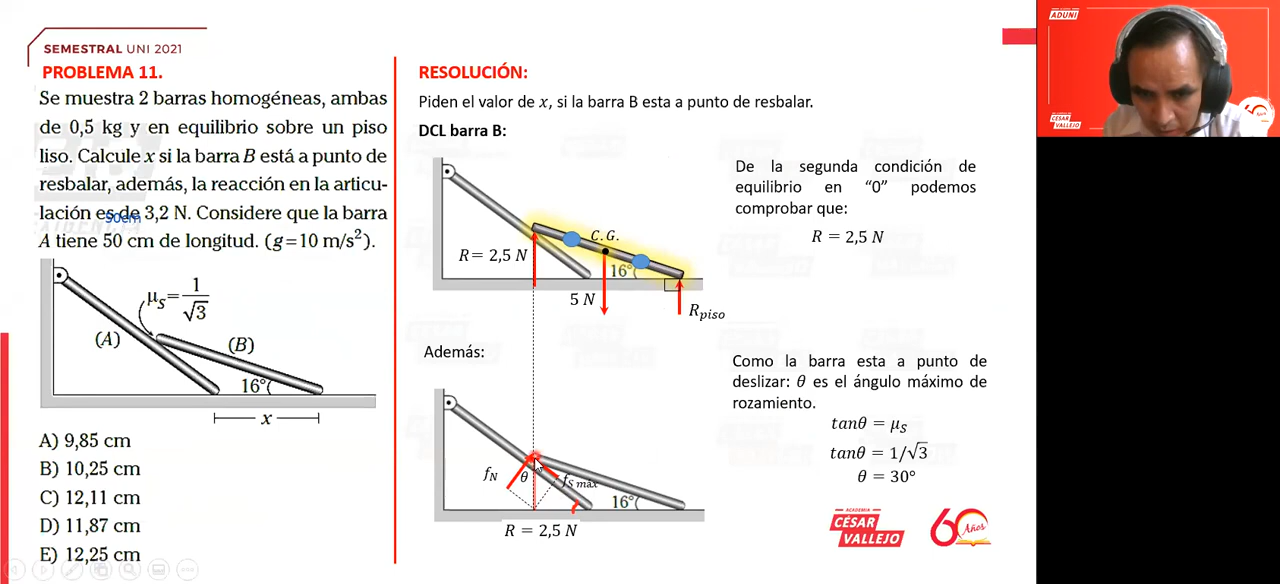 SEMESTRAL UNI 2021
PROBLEMA 11.
Se muestra 2 barras homogéneas, ambas
de 0,5 kg y en equilibrio sobre un piso
liso. Calcule x si la barra B está a punto de
resbalar, además, la reacción en la articu-
lación es de 3,2 N. Considere que la barra
50cm
A tiene 50 cm de longitud. (g=10 m/s²).
μS=1/√3
(A)
(B)
16°
x
A) 9,85 cm
B) 10,25 cm
C) 12,11 cm
D) 11,87 cm
E) 12,25 cm
RESOLUCIÓN:
Piden el valor de x, si la barra B esta a punto de resbalar.
DCL barra B:
C.G.
R= 2,5 N
16°
5 N
Rpiso
De la segunda condición de
equilibrio en “0” podemos
comprobar que:
R = 2,5 N
Además:
fN
θ
fS máx
16°
R = 2,5 N
Como la barra esta a punto de
deslizar: θ es el ángulo máximo de
rozamiento.
tanθ = μS
tanθ = 1/√3
θ = 30°
ACADEMIA
CÉSAR
VALLEJO
60 Años
ADUNI
CÉSAR
VALLEJO